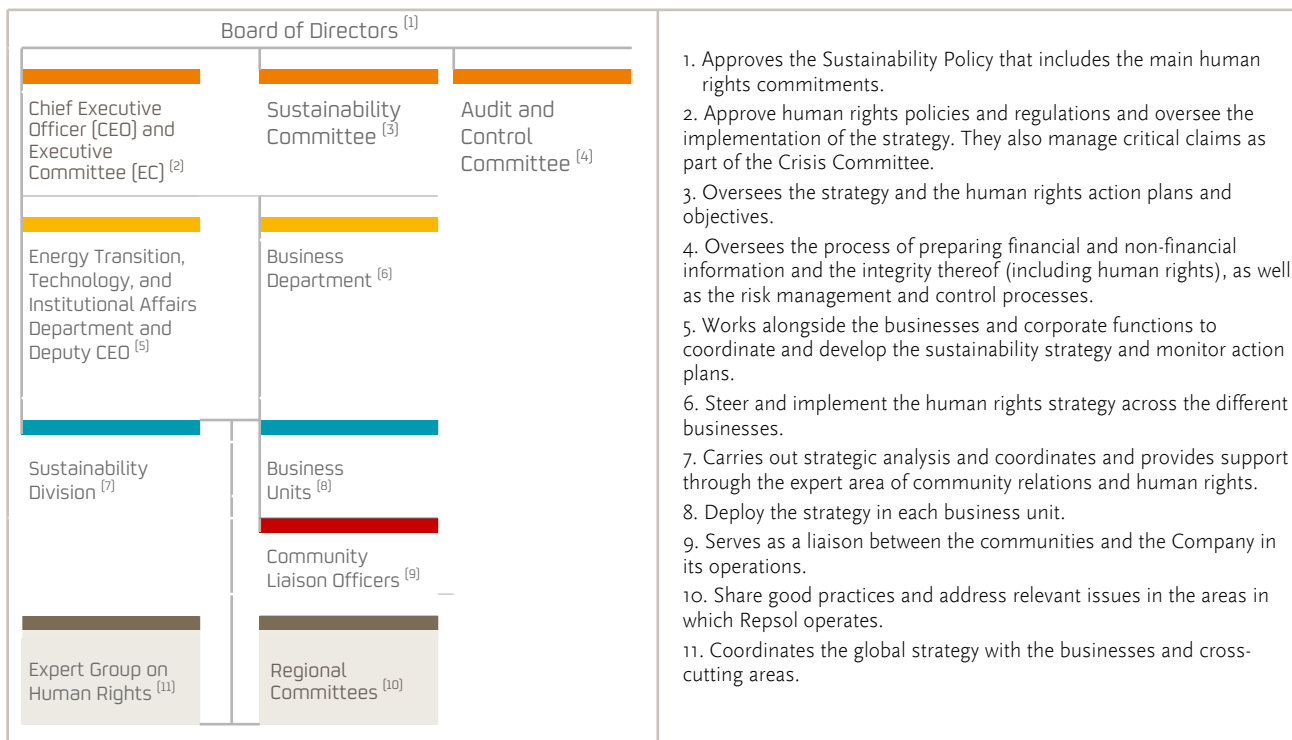 Board of Directors [1]
Chief Executive
Officer (CEO) and
Executive
Committee (EC) [2]
Sustainability
Committee [3]
Audit and
Control
Committee [4]
Energy Transition,
Technology, and
Institutional Affairs
Department and
Deputy CEO [5]
Business
Department [6]
Sustainability
Division [7]
Business
Units [8]
Community
Liaison Officers [9]
Expert Group on
Human Rights [11]
Regional
Committees [10]
1. Approves the Sustainability Policy that includes the main human
rights commitments.
2. Approve human rights policies and regulations and oversee the
implementation of the strategy. They also manage critical claims as
part of the Crisis Committee.
3. Oversees the strategy and the human rights action plans and
objectives.
4. Oversees the process of preparing financial and non-financial
information and the integrity thereof (including human rights), as well
as the risk management and control processes.
5. Works alongside the businesses and corporate functions to
coordinate and develop the sustainability strategy and monitor action
plans.
6. Steer and implement the human rights strategy across the different
businesses.
7. Carries out strategic analysis and coordinates and provides support
through the expert area of community relations and human rights.
8. Deploy the strategy in each business unit.
9. Serves as a liaison between the communities and the Company in
its operations.
10. Share good practices and address relevant issues in the areas in
which Repsol operates.
11. Coordinates the global strategy with the businesses and cross-
cutting areas.